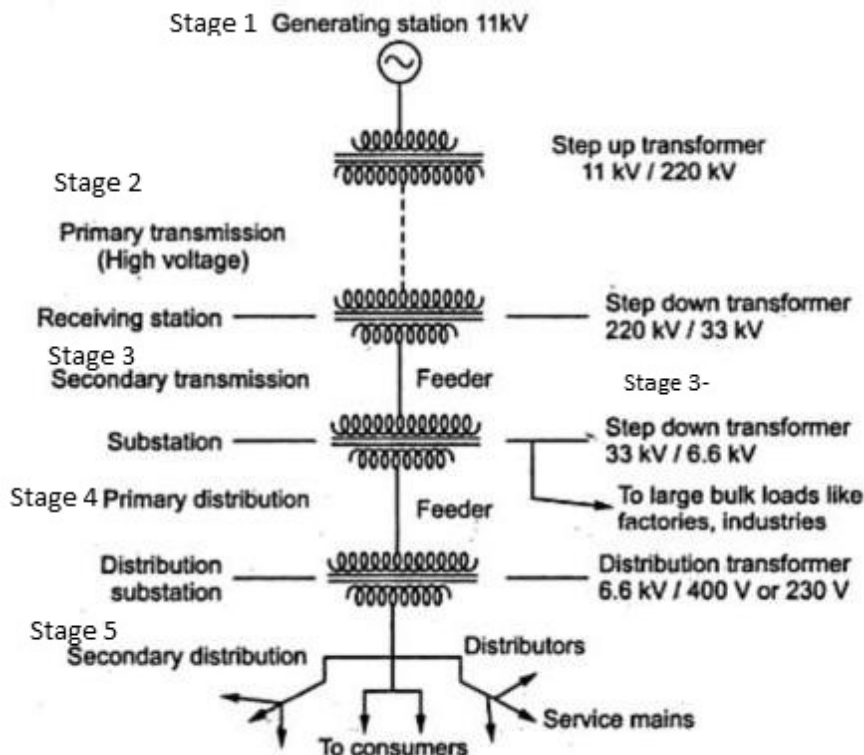 Stage 1 Generating station 11kV
Step up transformer
11 kV / 220 kV
Stage 2
Primary transmission
(High voltage)
Receiving station
Step down transformer
220 kV / 33 kV
Stage 3
Secondary transmission
Feeder
Stage 3-
Substation
Step down transformer
33 kV / 6.6 kV
To large bulk loads like
factories, industries
Stage 4 Primary distribution
Feeder
Distribution
substation
Distribution transformer
6.6 kV / 400 V or 230 V
Stage 5
Secondary distribution
Distributors
Service mains
To consumers